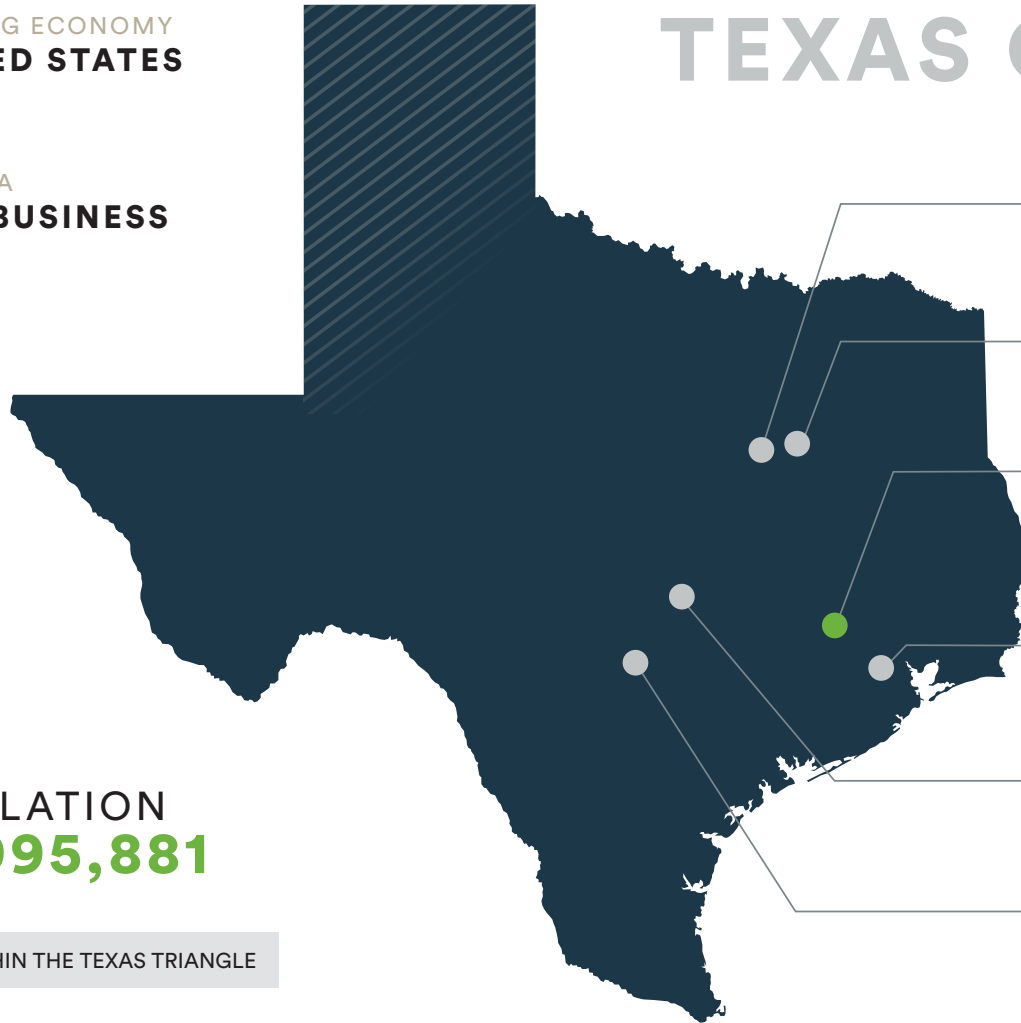 G ECONOMY
ED STATES
A
BUSINESS
TEXAS
LATION
95,881
HIN THE TEXAS TRIANGLE